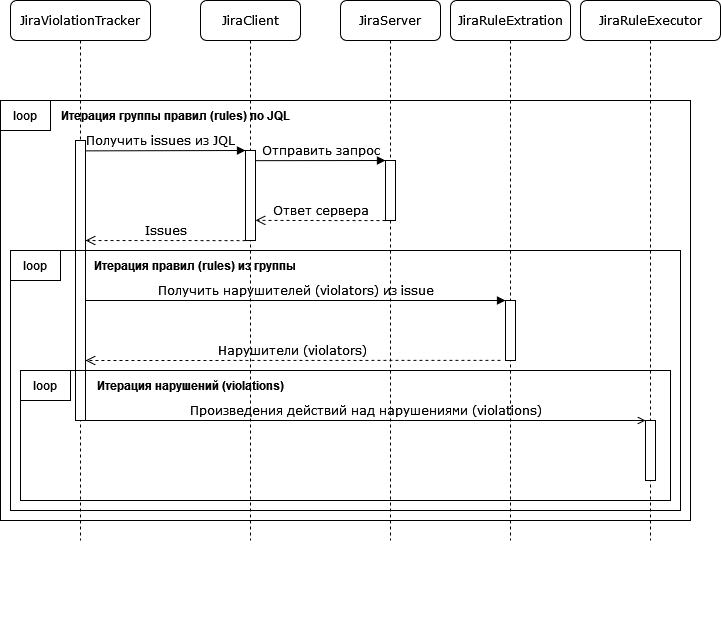 JiraViolationTracker
JiraClient
JiraServer
JiraRuleExtration
JiraRuleExecutor
loop
Итерация группы правил (rules) по JQL
Получить issues из JQL
Отправить запрос
Ответ сервера
Issues
loop
Итерация правил (rules) из группы
Получить нарушителей (violators) из issue
Нарушители (violators)
loop
Итерация нарушений (violations)
Произведения действий над нарушениями (violations)